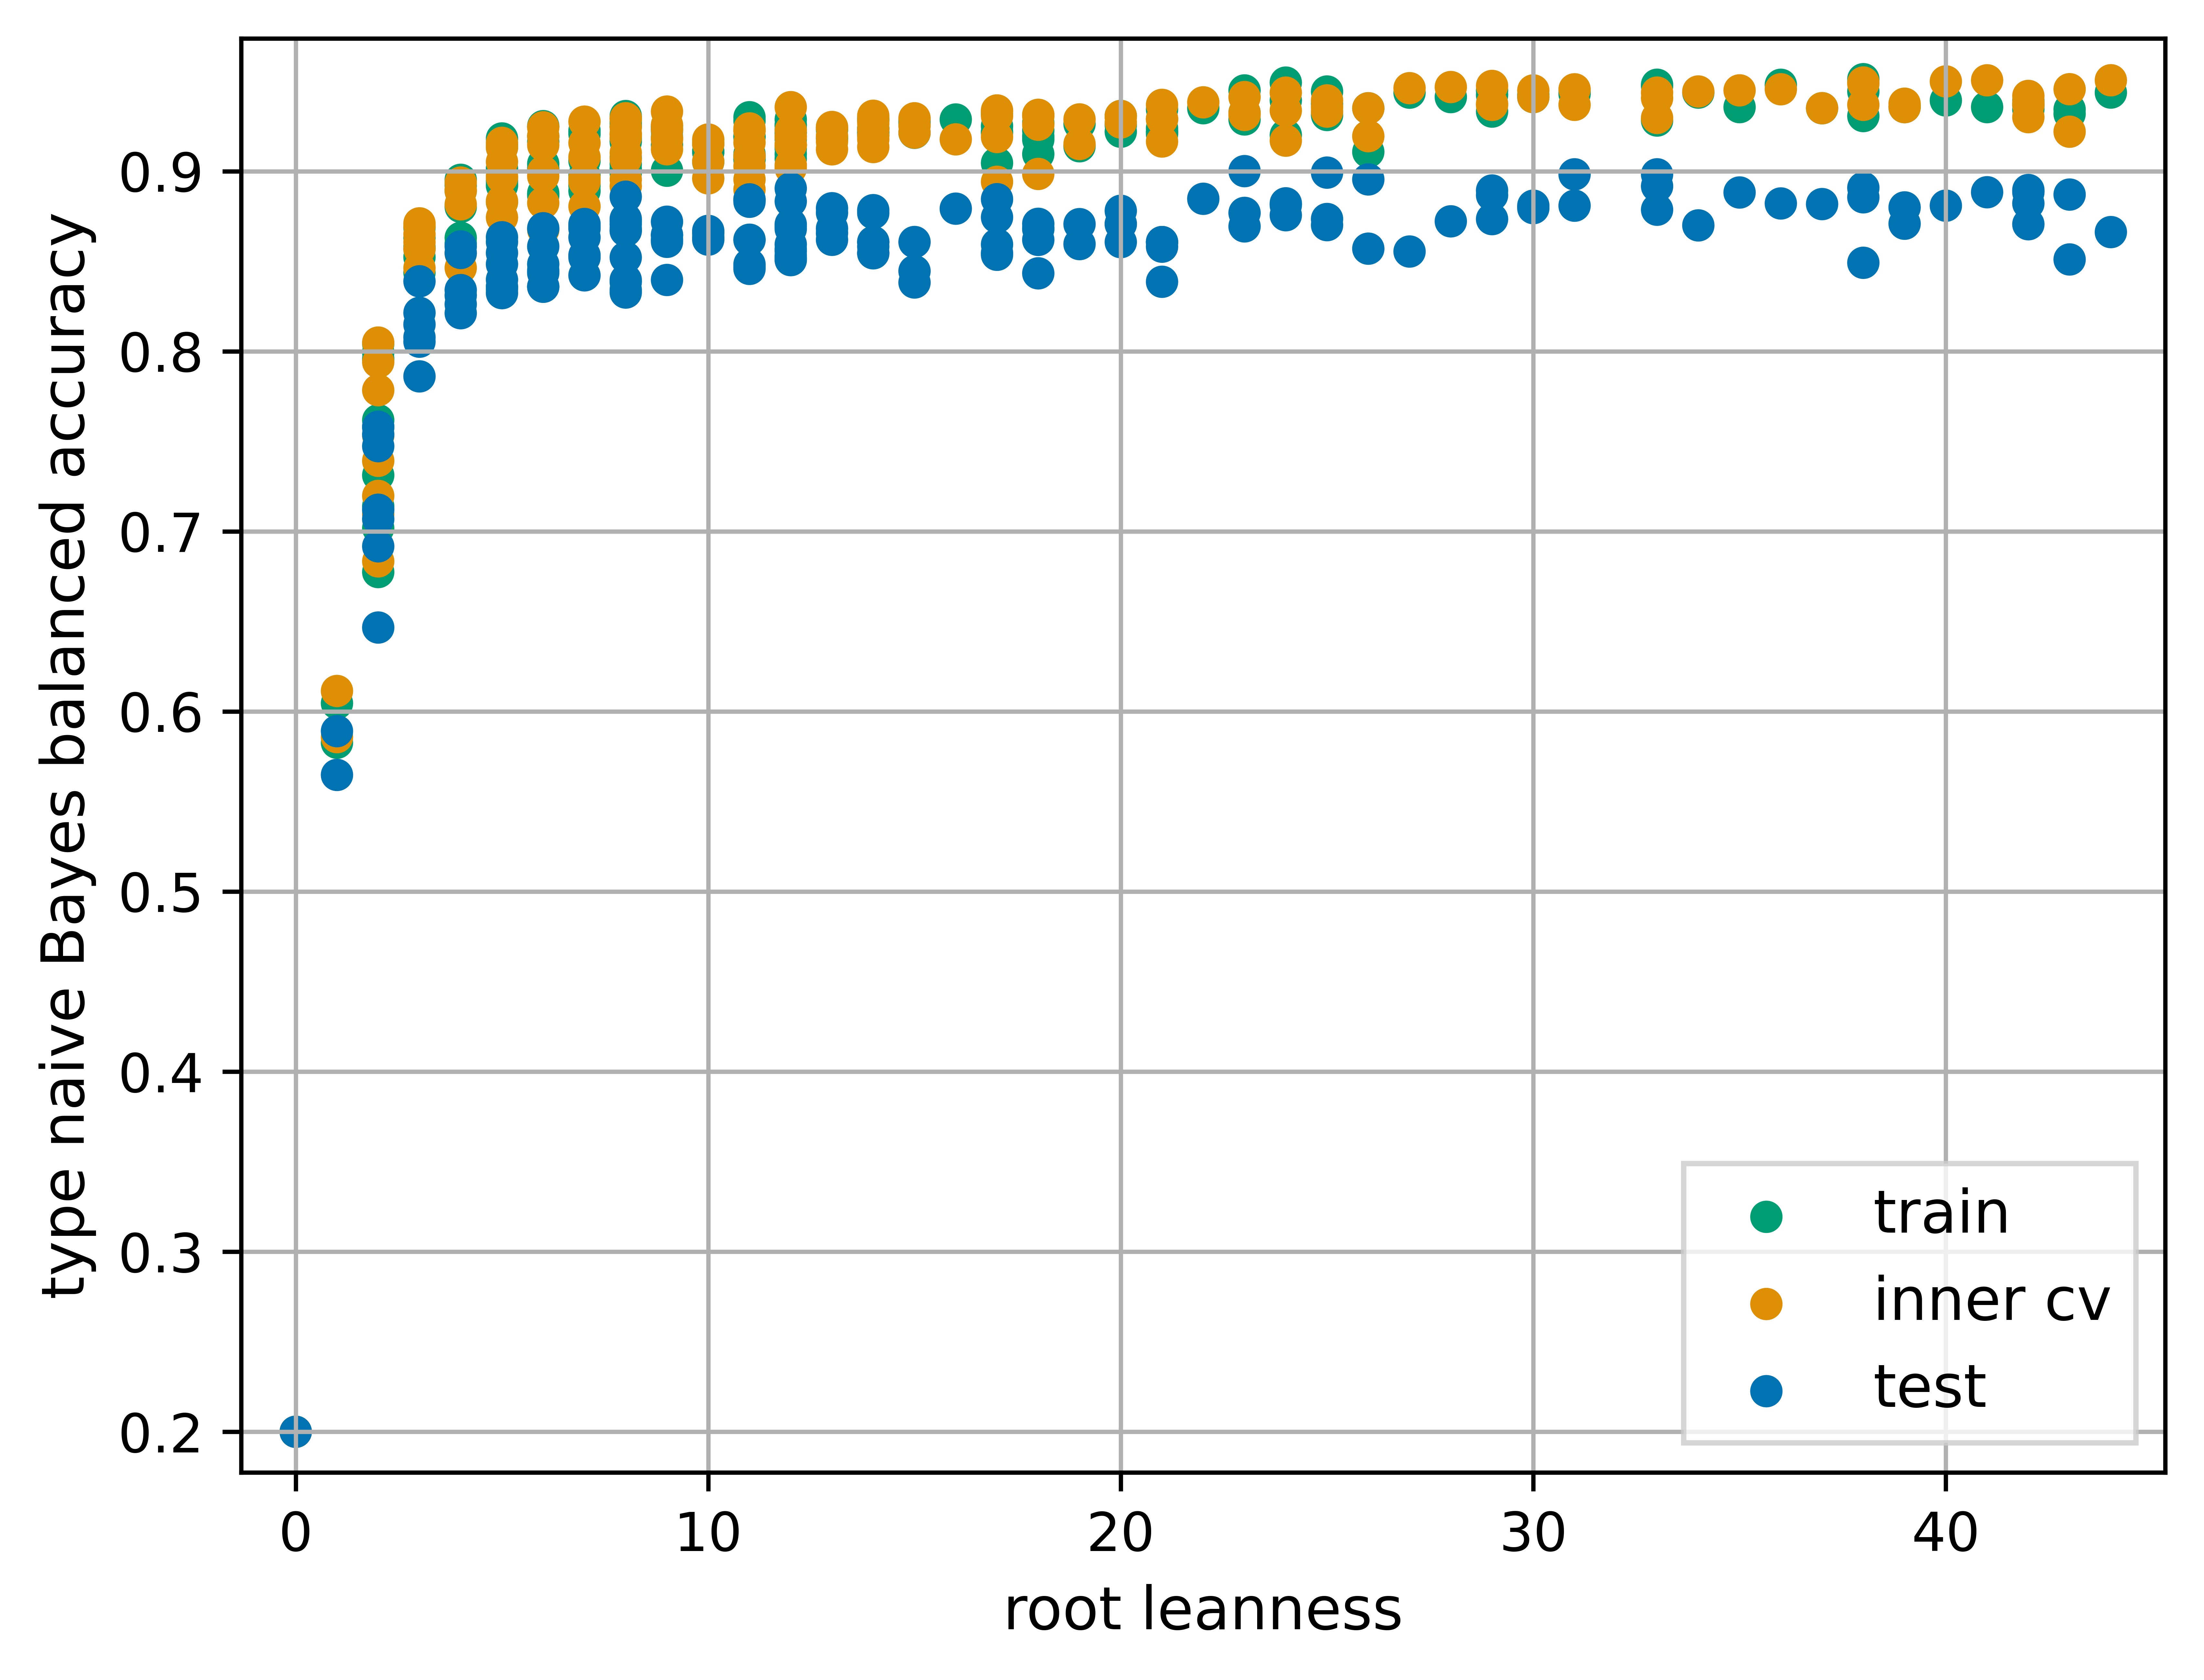 type naive Bayes balanced accuracy
0.9
0.8
0.7
0.6
0.5
0.4
0.3
0.2
train
inner cv
test
0 10 20 30 40
root leanness